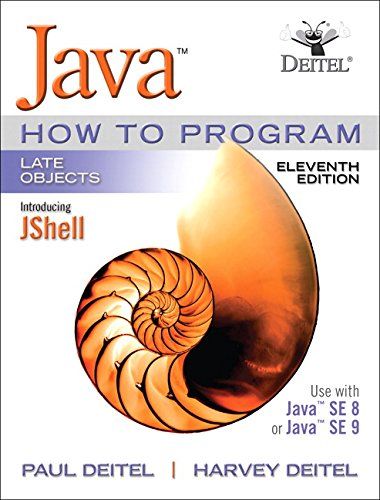 Java™
DEITEL®
HOW TO PROGRAM
LATE
OBJECTS
ELEVENTH
EDITION
Introducing
JShell
Use with
Java™ SE 8
or Java™ SE 9
PAUL DEITEL | HARVEY DEITEL